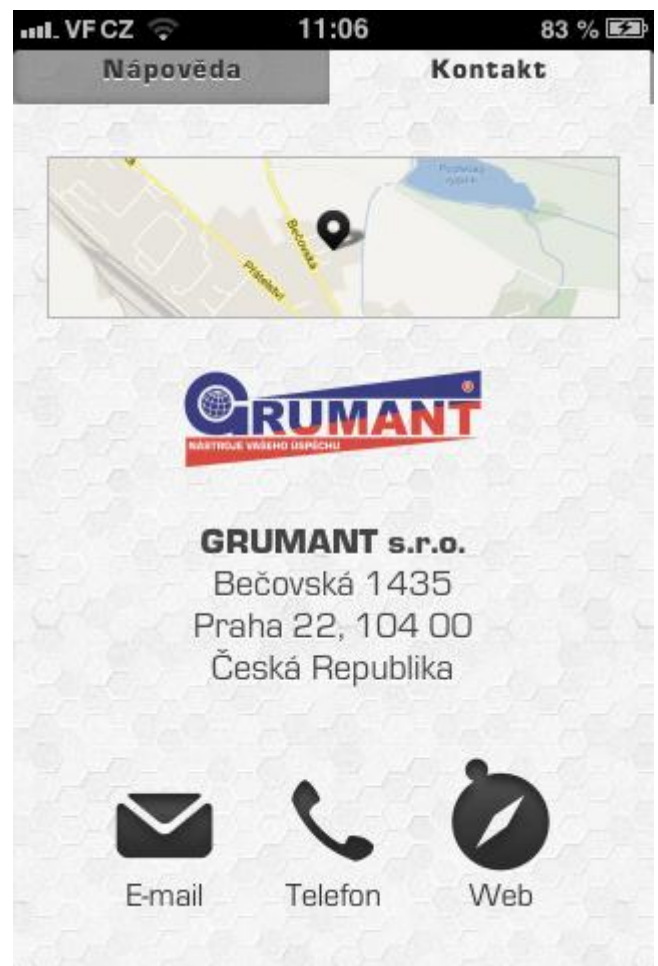 VF CZ 11:06 83 %
Nápověda Kontakt
Bečovská
Přátelství
GRUMANT®
NÁSTROJE VAŠEHO ÚSPĚCHU
GRUMANT s.r.o.
Bečovská 1435
Praha 22, 104 00
Česká Republika
E-mail Telefon Web